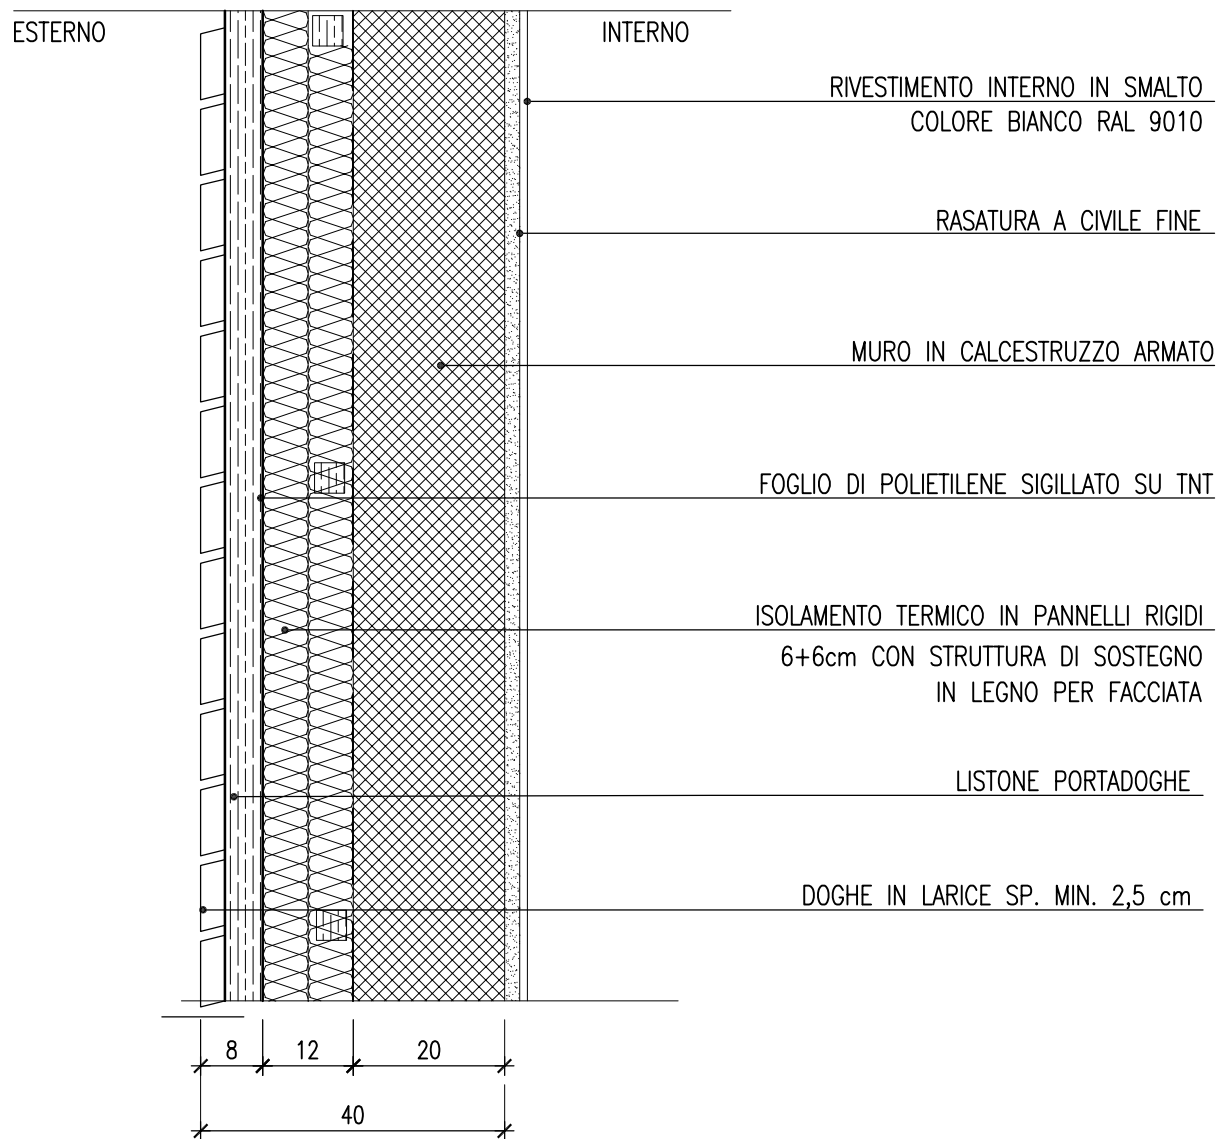 ESTERNO
INTERNO
RIVESTIMENTO INTERNO IN SMALTO
COLORE BIANCO RAL 9010
RASATURA A CIVILE FINE
MURO IN CALCESTRUZZO ARMATO
FOGLIO DI POLIETILENE SIGILLATO SU TNT
ISOLAMENTO TERMICO IN PANNELLI RIGIDI
6+6cm CON STRUTTURA DI SOSTEGNO
IN LEGNO PER FACCIATA
LISTONE PORTADOGHE
DOGHE IN LARICE SP. MIN. 2,5 cm
8 12 20
40